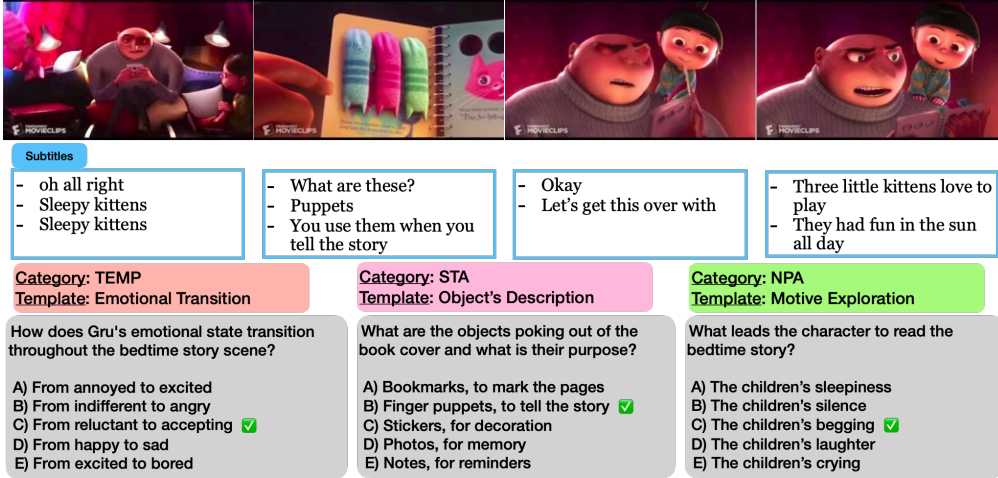 MOVIECLIPS
MOVIECLIPS
MOVIECLIPS
MOVIECLIPS
Subtitles
- oh all right
- Sleepy kittens
- Sleepy kittens
- What are these?
- Puppets
- You use them when you
tell the story
- Okay
- Let's get this over with
- Three little kittens love to
play
- They had fun in the sun
all day
Category: TEMP
Template: Emotional Transition
How does Gru's emotional state transition
throughout the bedtime story scene?
A) From annoyed to excited
B) From indifferent to angry
C) From reluctant to accepting ✅
D) From happy to sad
E) From excited to bored
Category: STA
Template: Object's Description
What are the objects poking out of the
book cover and what is their purpose?
A) Bookmarks, to mark the pages
B) Finger puppets, to tell the story ✅
C) Stickers, for decoration
D) Photos, for memory
E) Notes, for reminders
Category: NPA
Template: Motive Exploration
What leads the character to read the
bedtime story?
A) The children's sleepiness
B) The children's silence
C) The children's begging ✅
D) The children's laughter
E) The children's crying